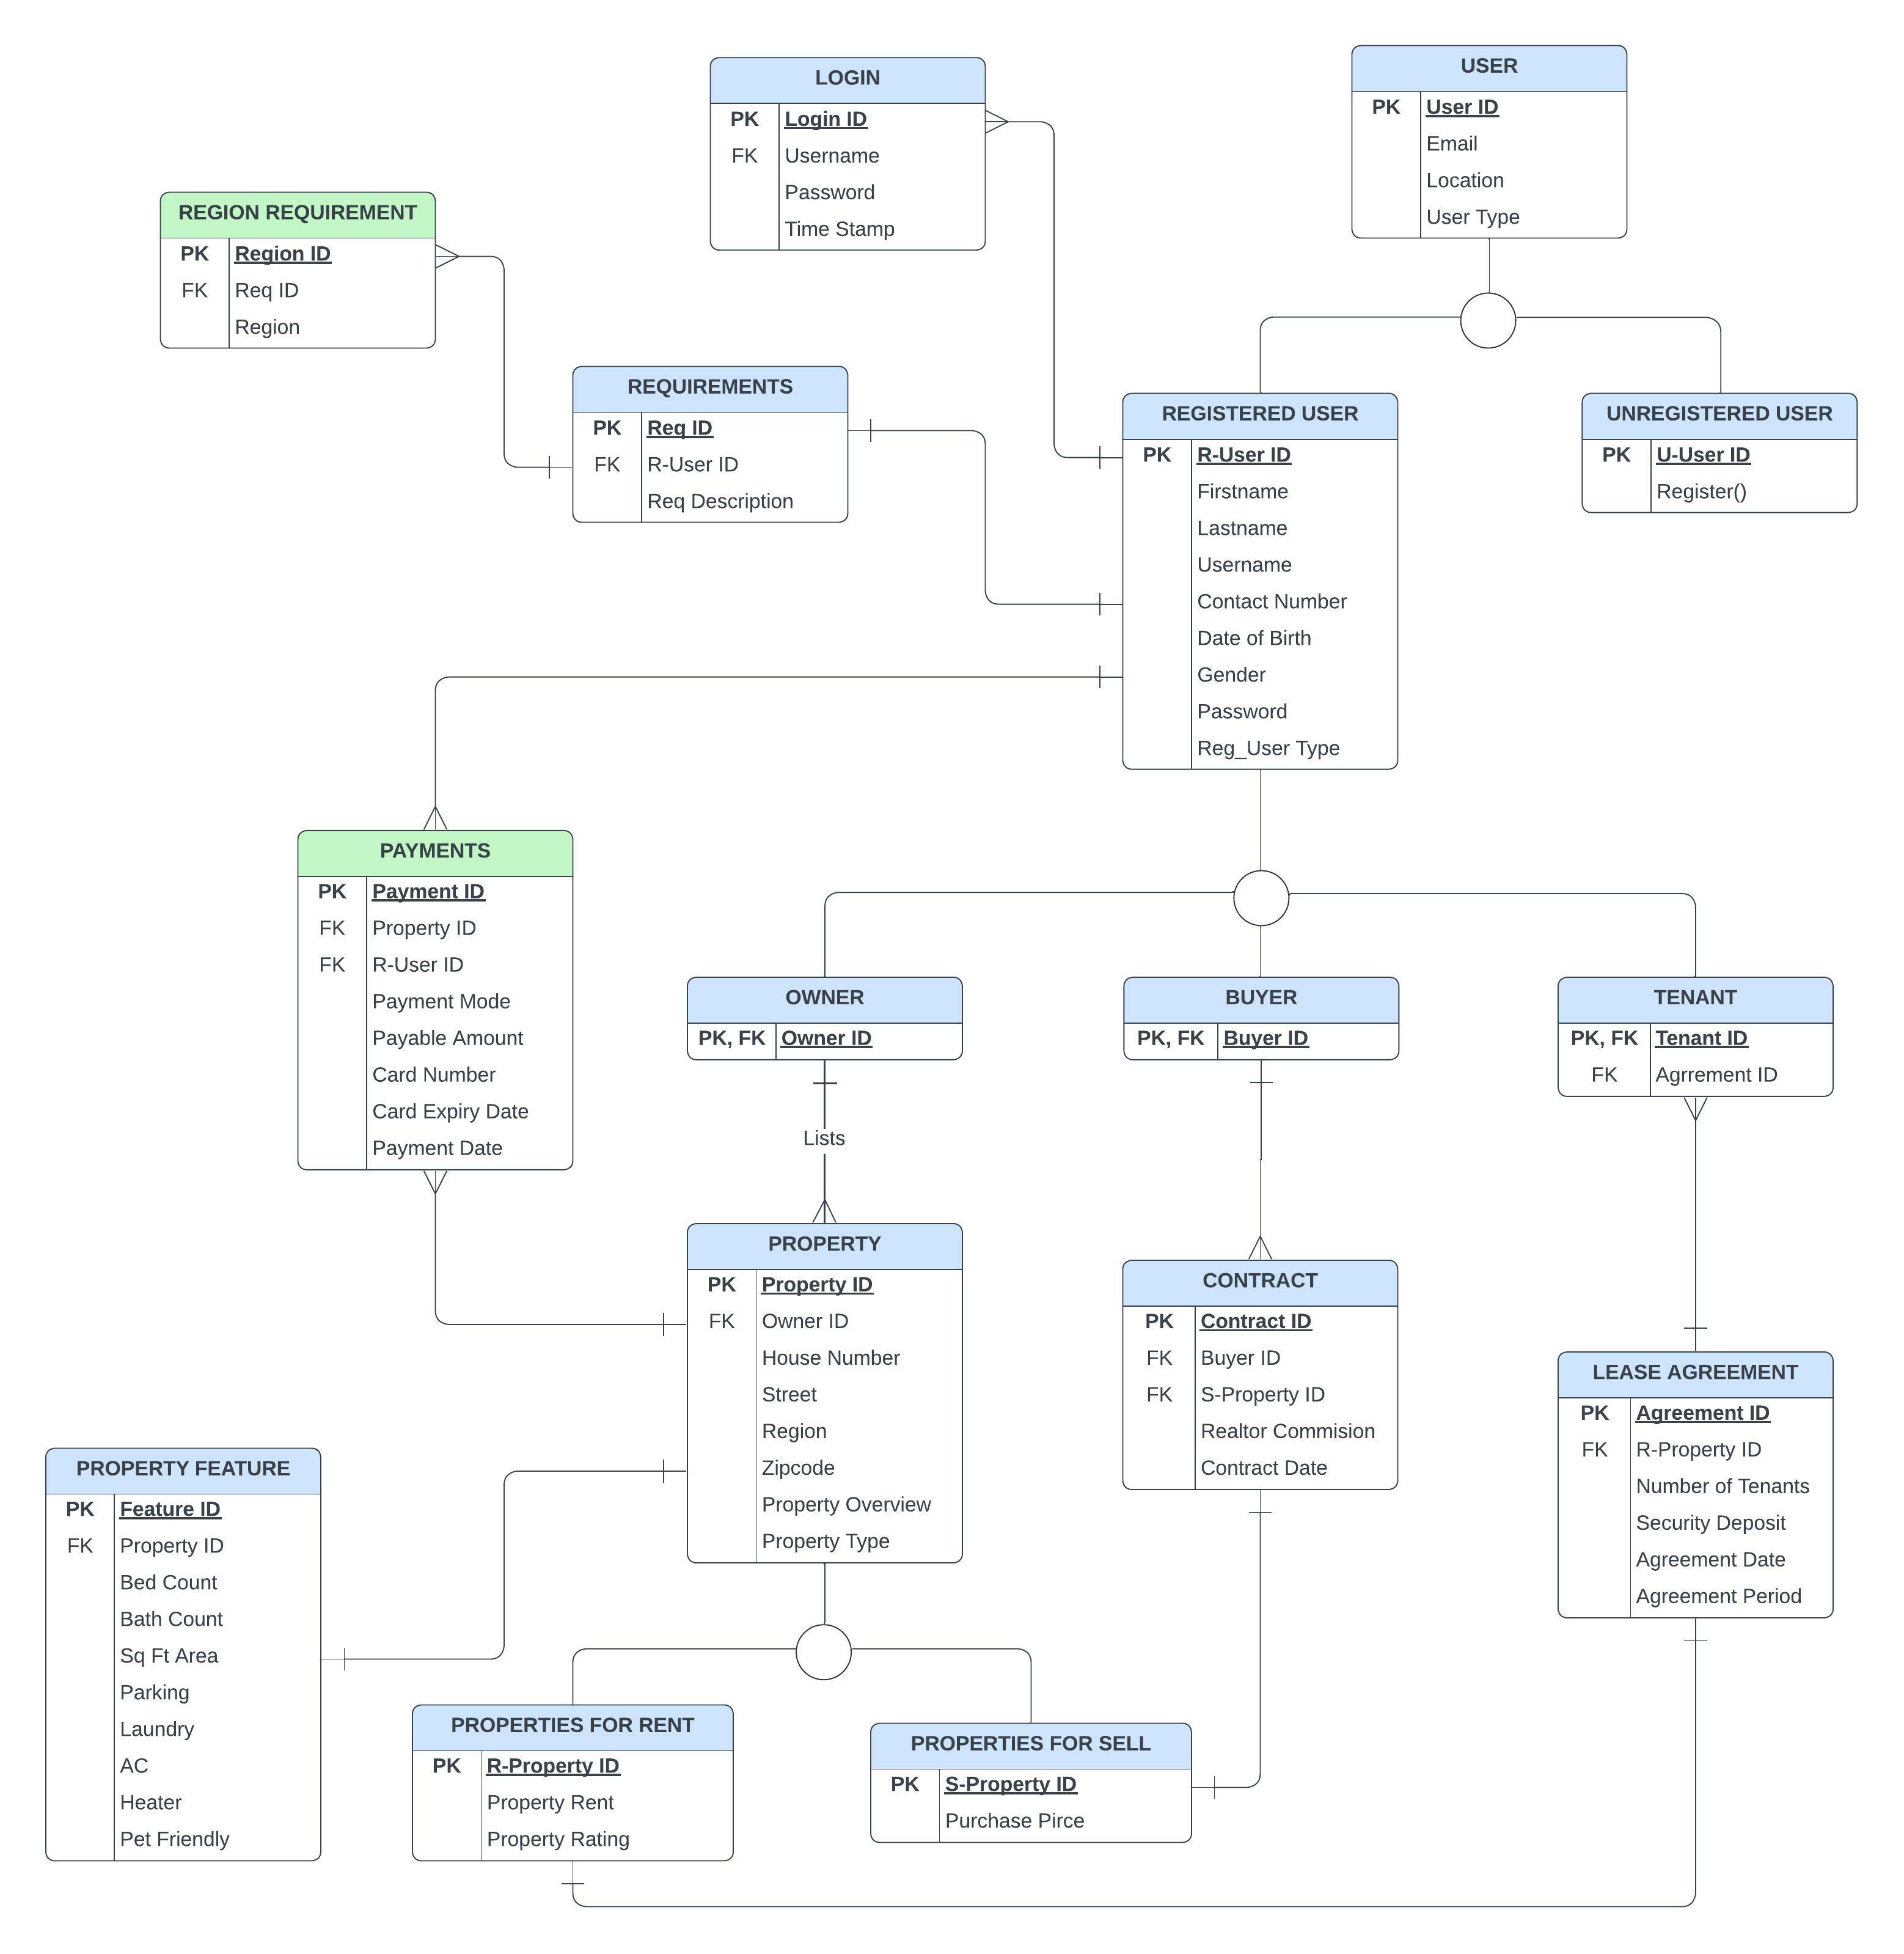 LOGIN
PK Login ID
FK Username
Password
Time Stamp
USER
PK User ID
Email
Location
User Type
REGION REQUIREMENT
PK Region ID
FK Req ID
Region
REQUIREMENTS
PK Req ID
FK R-User ID
Req Description
REGISTERED USER
PK R-User ID
Firstname
Lastname
Username
Contact Number
Date of Birth
Gender
Password
Reg_User Type
UNREGISTERED USER
PK U-User ID
Register()
PAYMENTS
PK Payment ID
FK Property ID
FK R-User ID
Payment Mode
Payable Amount
Card Number
Card Expiry Date
Payment Date
OWNER
PK, FK Owner ID
Lists
BUYER
PK, FK Buyer ID
TENANT
PK, FK Tenant ID
FK Agrrement ID
PROPERTY
PK Property ID
FK Owner ID
House Number
Street
Region
Zipcode
Property Overview
Property Type
CONTRACT
PK Contract ID
FK Buyer ID
FK S-Property ID
Realtor Commision
Contract Date
LEASE AGREEMENT
PK Agreement ID
FK R-Property ID
Number of Tenants
Security Deposit
Agreement Date
Agreement Period
PROPERTY FEATURE
PK Feature ID
FK Property ID
Bed Count
Bath Count
Sq Ft Area
Parking
Laundry
AC
Heater
Pet Friendly
PROPERTIES FOR RENT
PK R-Property ID
Property Rent
Property Rating
PROPERTIES FOR SELL
PK S-Property ID
Purchase Pirce